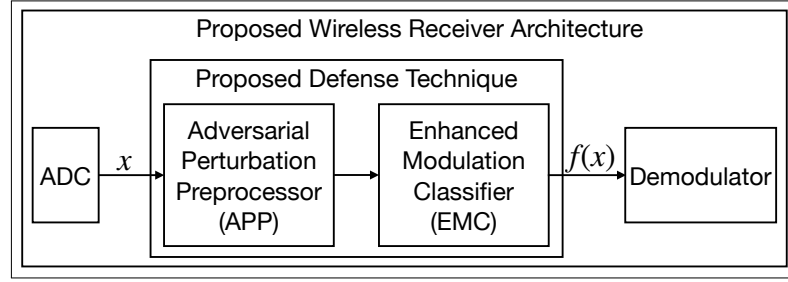 Proposed Wireless Receiver Architecture
Proposed Defense Technique
ADC
x
Adversarial
Perturbation
Preprocessor
(APP)
Enhanced
Modulation
Classifier
(EMC)
f(x)
Demodulator